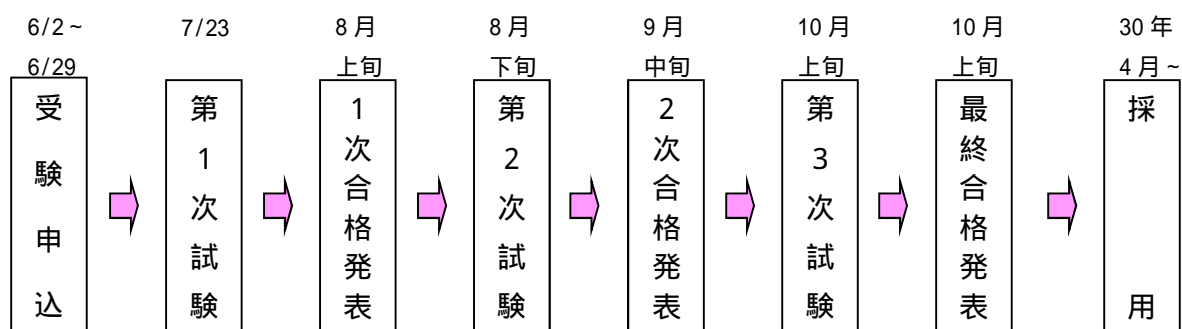 6/2~
6/29
受験申込
7/23
第1次試験
8月
上旬
1次合格発表
8月
下旬
第2次試験
9月
中旬
2次合格発表
10月
上旬
第3次試験
10月
上旬
最終合格発表
30年
4月~
採用